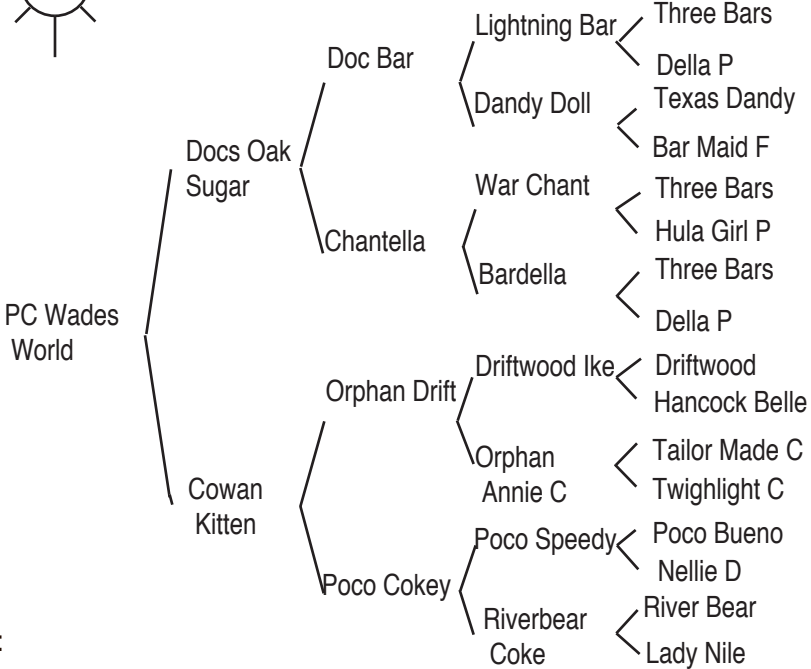 Three Bars
Lightning Bar
Doc Bar
Della P
Texas Dandy
Dandy Doll
Docs Oak
Sugar
Bar Maid F
War Chant
Three Bars
Chantella
Hula Girl P
Bardella
Three Bars
PC Wades
World
Della P
Driftwood Ike
Driftwood
Orphan Drift
Hancock Belle
Orphan
Annie C
Tailor Made C
Twighlight C
Cowan
Kitten
Poco Speedy
Poco Bueno
Nellie D
Poco Cokey
Riverbear
Coke
River Bear
Lady Nile
: